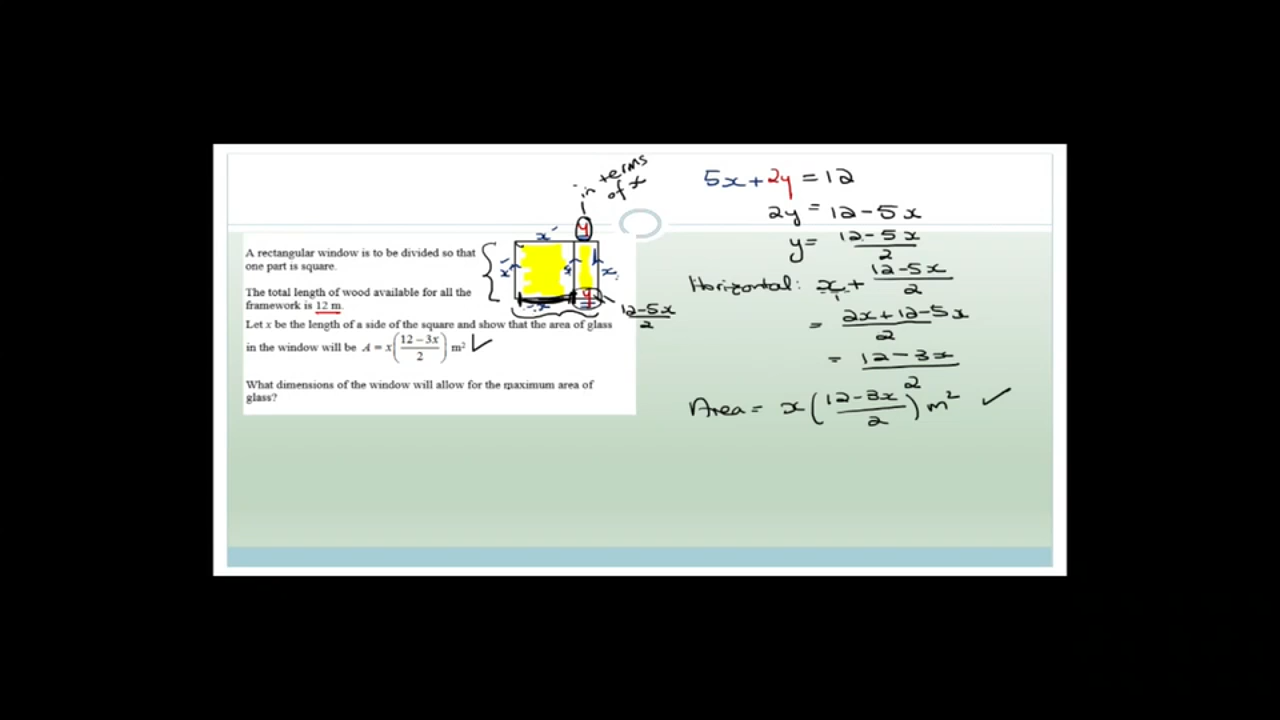 A rectangular window is to be divided so that
one part is square.
The total length of wood available for all the
framework is 12 m.
Let x be the length of a side of the square and show that the area of glass
in the window will be A = x(12 – 3x / 2) m²
What dimensions of the window will allow for the maximum area of
glass?
in terms
of x
y
x
x
x
x
x
y
12-5x / 2
5x + 2y = 12
2y = 12 - 5x
y = 12 - 5x / 2
Horizontal: x + 12-5x / 2
1
= 2x + 12 - 5x / 2
= 12 - 3x / 2
Area = x(12-3x / 2) m²